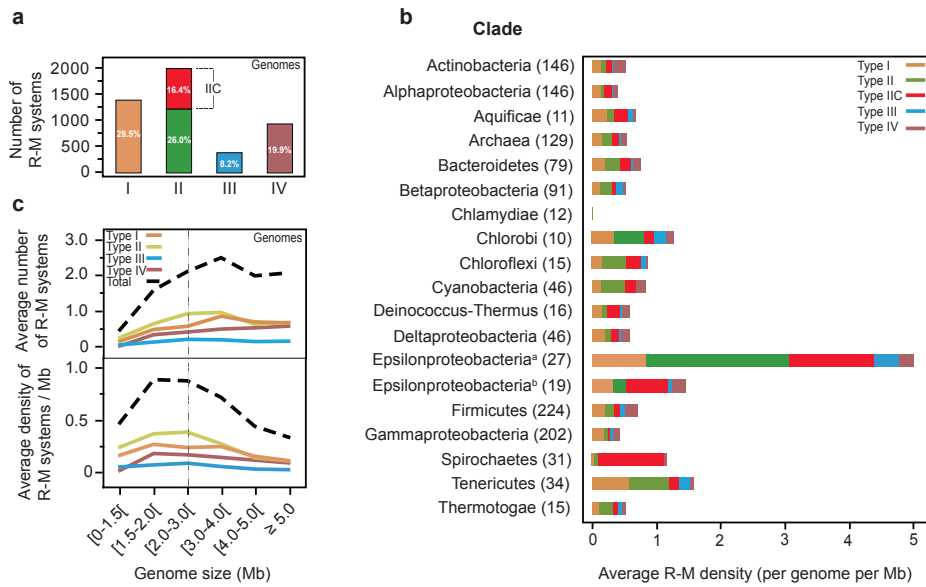 a
Genomes
Number of
R-M systems
2000
1500
1000
500
0
29.5%
16.4%
26.0%
8.2%
19.9%
IIC
I
II
III
IV
c
Genomes
Type I
Type II
Type III
Type IV
Total
Average number
of R-M systems
3.0
2.0
1.0
0.0
Average density of
R-M systems / Mb
1.0
0.5
0
[0-1.5[
[1.5-2.0[
[2.0-3.0[
[3.0-4.0[
[4.0-5.0[
≥ 5.0
Genome size (Mb)
b
Clade
Type I
Type II
Type IIC
Type III
Type IV
Actinobacteria (146)
Alphaproteobacteria (146)
Aquificae (11)
Archaea (129)
Bacteroidetes (79)
Betaproteobacteria (91)
Chlamydiae (12)
Chlorobi (10)
Chloroflexi (15)
Cyanobacteria (46)
Deinococcus-Thermus (16)
Deltaproteobacteria (46)
Epsilonproteobacteriaᵃ (27)
Epsilonproteobacteriaᵇ (19)
Firmicutes (224)
Gammaproteobacteria (202)
Spirochaetes (31)
Tenericutes (34)
Thermotogae (15)
0
1
2
3
4
5
Average R-M density (per genome per Mb)